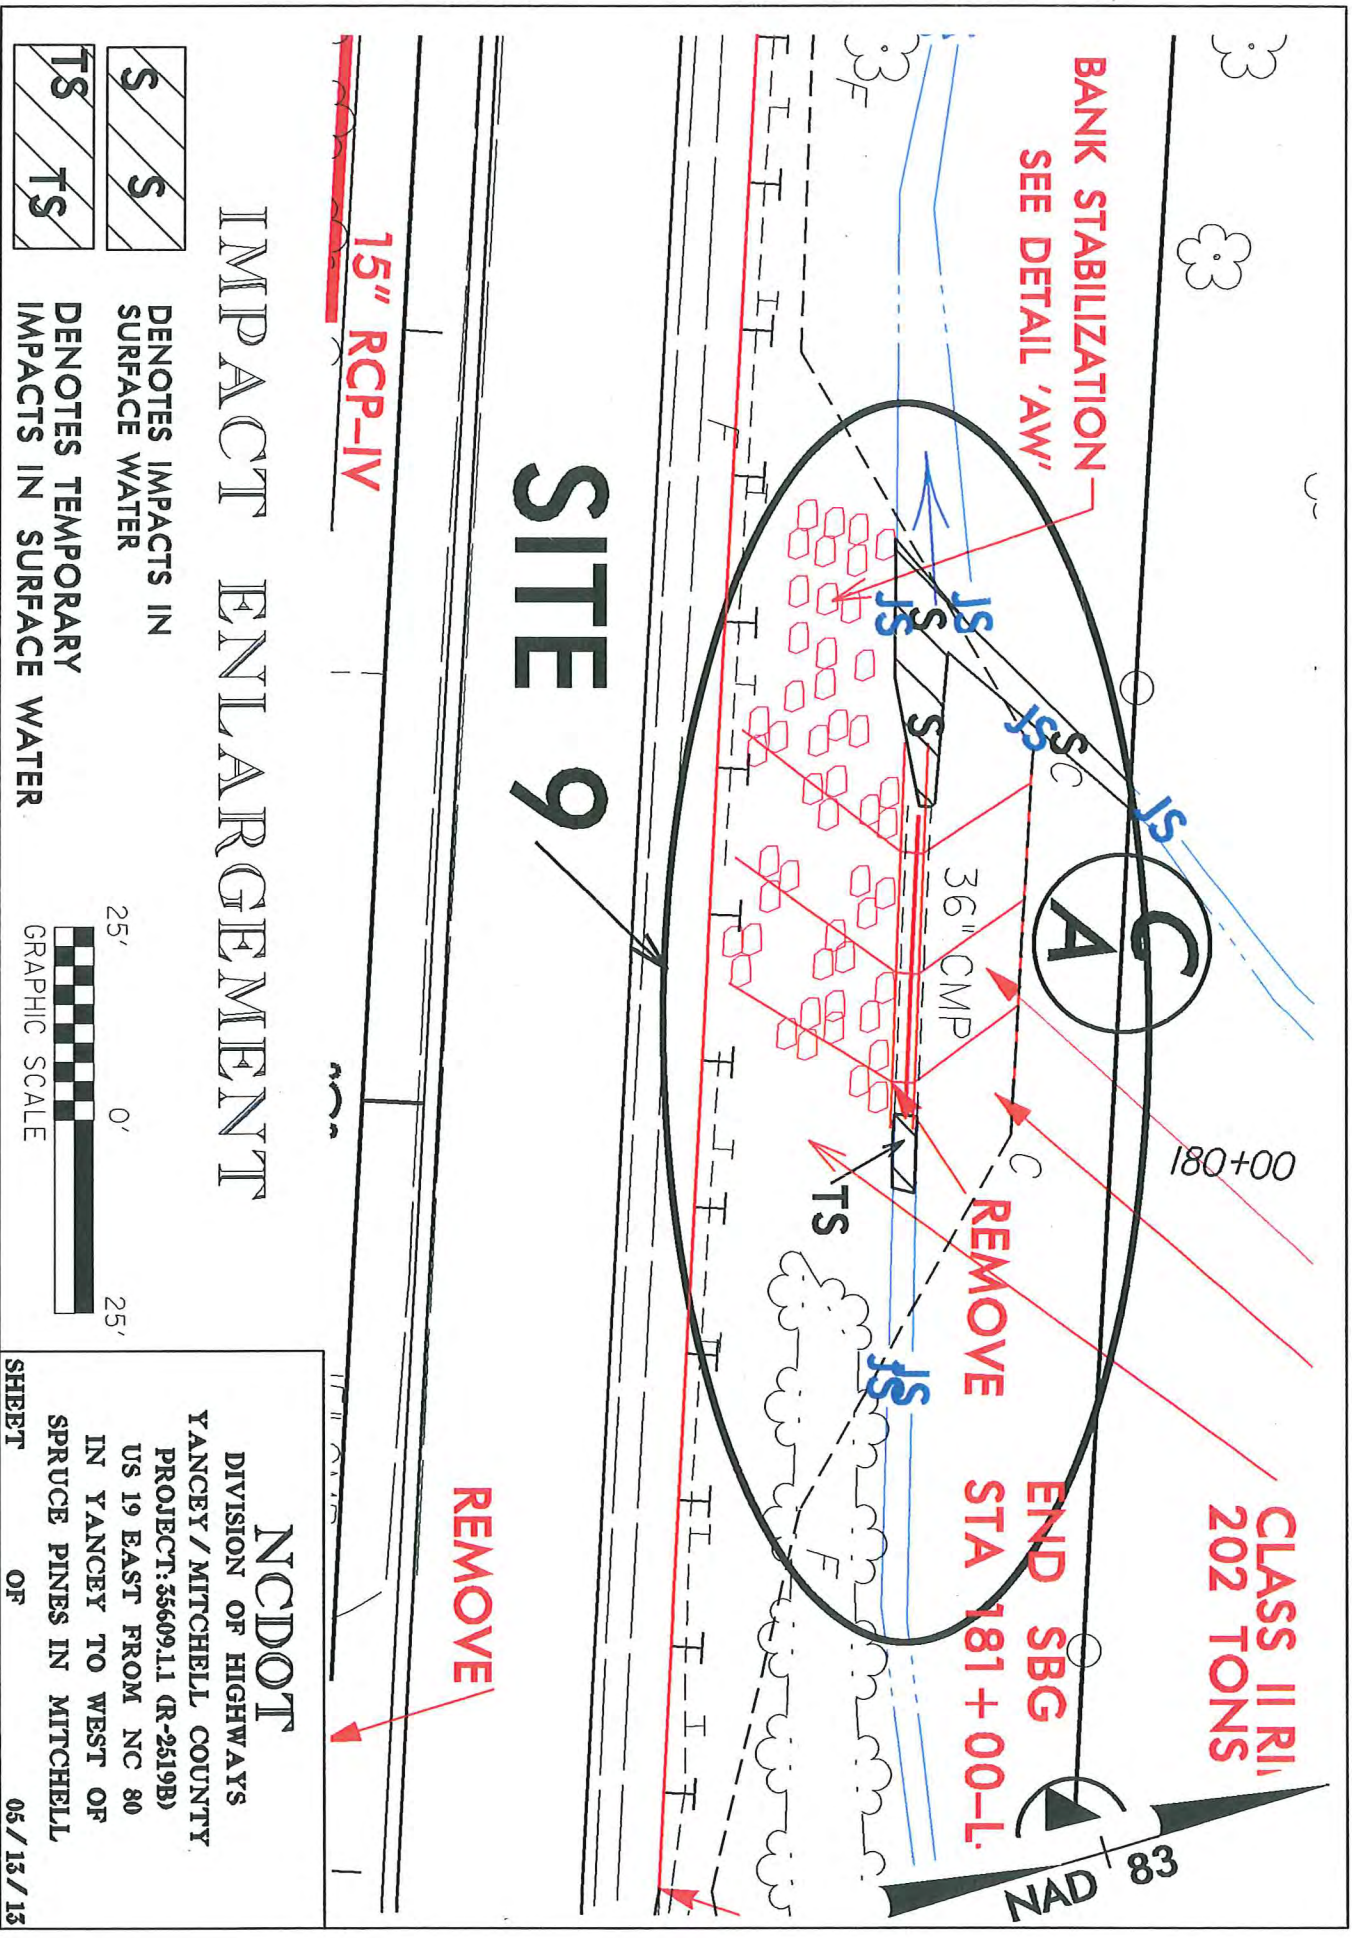 BANK STABILIZATION
SEE DETAIL 'AW'
CLASS II RI
202 TONS
180+00
END SBG
STA 181+00-L
REMOVE
NAD 83
C
A
36" CMP
C
C
JS
JS
JS
JS
JS
JS
S
S
S
TS
F
F
F
SITE 9
15" RCP-IV
REMOVE
IMPACT ENLARGEMENT
S S
DENOTES IMPACTS IN
SURFACE WATER
TS TS
DENOTES TEMPORARY
IMPACTS IN SURFACE WATER
25' 0' 25'
GRAPHIC SCALE
NCDOT
DIVISION OF HIGHWAYS
YANCEY/MITCHELL COUNTY
PROJECT:35609.1.1 (R-2519B)
US 19 EAST FROM NC 80
IN YANCEY TO WEST OF
SPRUCE PINES IN MITCHELL
SHEET OF 05/13/13